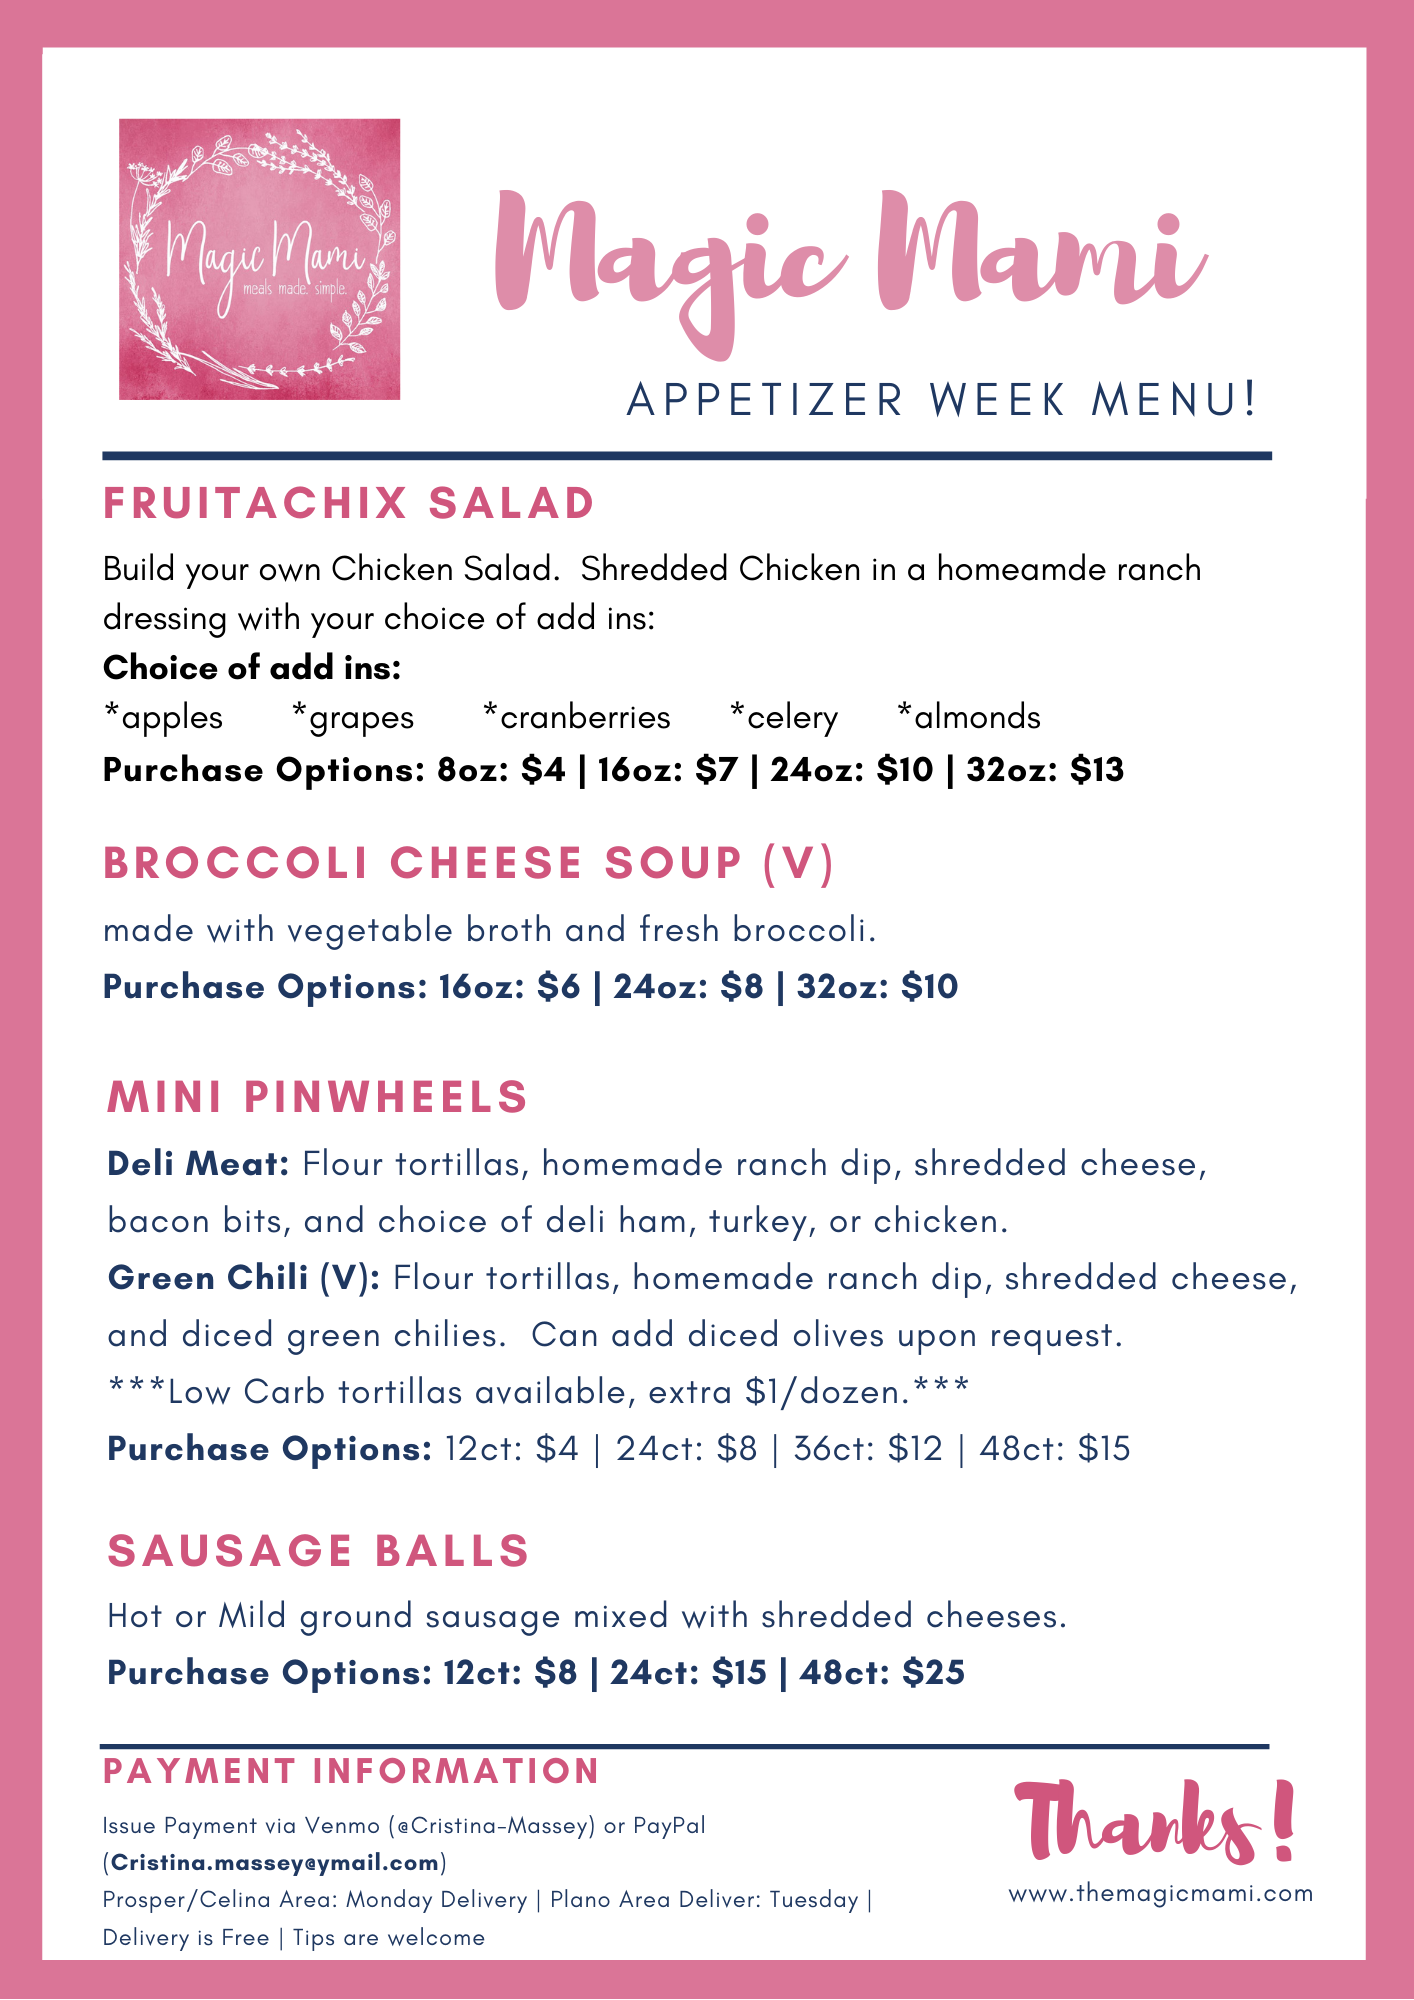 Magic Mami
meals made. simple.
Magic Mami
APPETIZER WEEK MENU!
FRUITACHIX SALAD
Build your own Chicken Salad.  Shredded Chicken in a homeamde ranch
dressing with your choice of add ins:
Choice of add ins:
*apples *grapes *cranberries *celery *almonds
Purchase Options: 8oz: $4 | 16oz: $7 | 24oz: $10 | 32oz: $13
BROCCOLI CHEESE SOUP (V)
made with vegetable broth and fresh broccoli.
Purchase Options: 16oz: $6 | 24oz: $8 | 32oz: $10
MINI PINWHEELS
Deli Meat: Flour tortillas, homemade ranch dip, shredded cheese,
bacon bits, and choice of deli ham, turkey, or chicken.
Green Chili (V): Flour tortillas, homemade ranch dip, shredded cheese,
and diced green chilies.  Can add diced olives upon request.
***Low Carb tortillas available, extra $1/dozen.***
Purchase Options: 12ct: $4 | 24ct: $8 | 36ct: $12 | 48ct: $15
SAUSAGE BALLS
Hot or Mild ground sausage mixed with shredded cheeses.
Purchase Options: 12ct: $8 | 24ct: $15 | 48ct: $25
PAYMENT INFORMATION
Issue Payment via Venmo (@Cristina-Massey) or PayPal
(Cristina.massey@ymail.com)
Prosper/Celina Area: Monday Delivery | Plano Area Deliver: Tuesday |
Delivery is Free | Tips are welcome
Thanks!
www.themagicmami.com